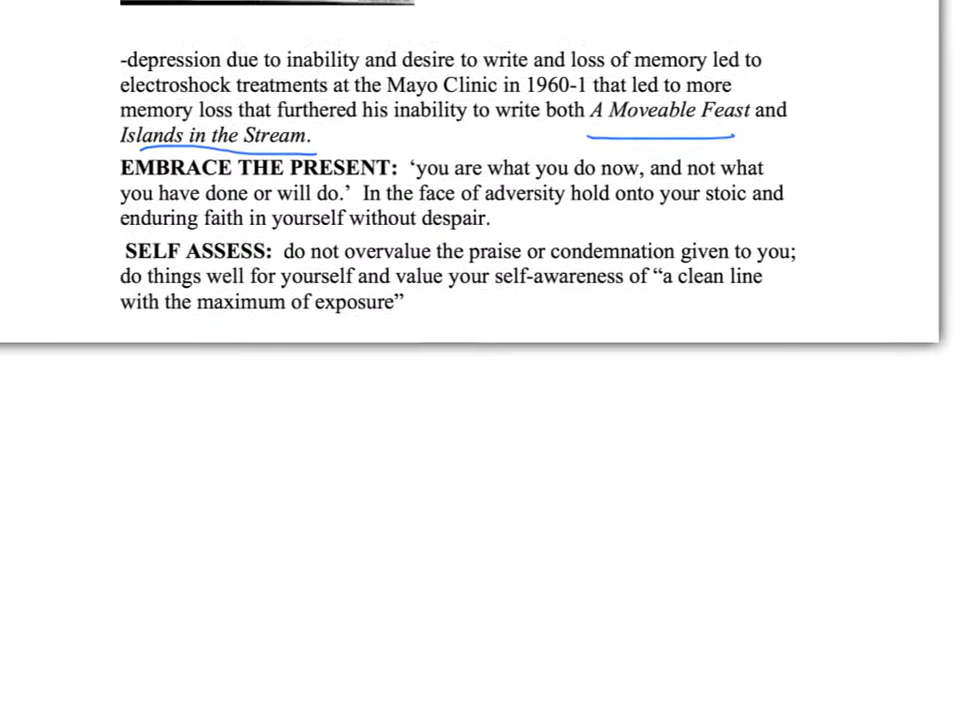 -depression due to inability and desire to write and loss of memory led to
electroshock treatments at the Mayo Clinic in 1960-1 that led to more
memory loss that furthered his inability to write both A Moveable Feast and
Islands in the Stream.
EMBRACE THE PRESENT:  ‘you are what you do now, and not what
you have done or will do.’  In the face of adversity hold onto your stoic and
enduring faith in yourself without despair.
SELF ASSESS:  do not overvalue the praise or condemnation given to you;
do things well for yourself and value your self-awareness of “a clean line
with the maximum of exposure”